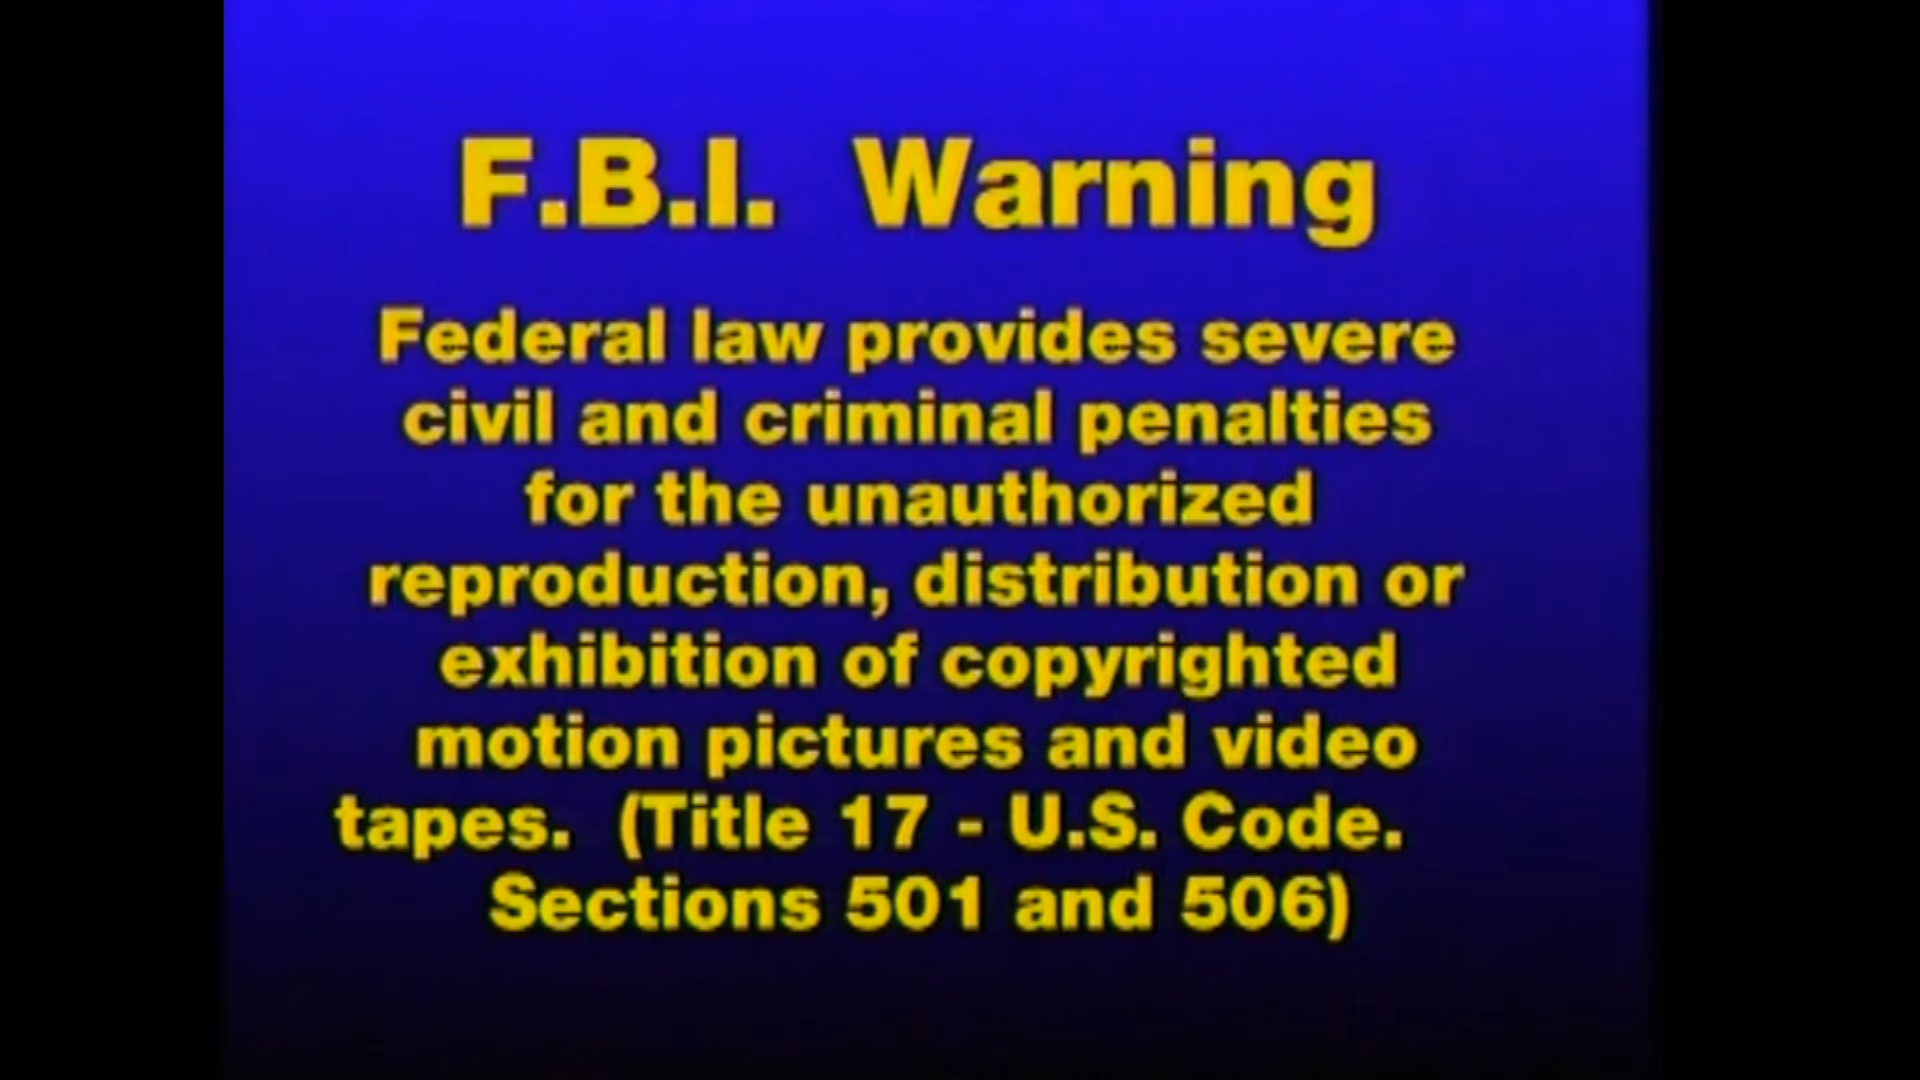 F.B.I. Warning
Federal law provides severe
civil and criminal penalties
for the unauthorized
reproduction, distribution or
exhibition of copyrighted
motion pictures and video
tapes. (Title 17 - U.S. Code.
Sections 501 and 506)